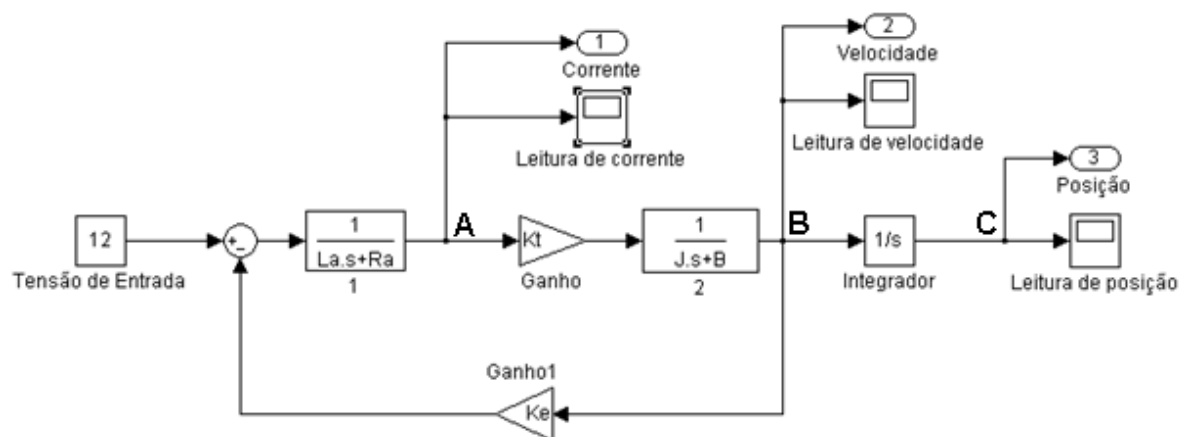 1
Corrente
Leitura de corrente
2
Velocidade
Leitura de velocidade
3
Posição
Leitura de posição
12
Tensão de Entrada
+
-
1
La.s+Ra
1
A
Kt
Ganho
1
J.s+B
2
B
1/s
Integrador
C
Ganho1
Ke